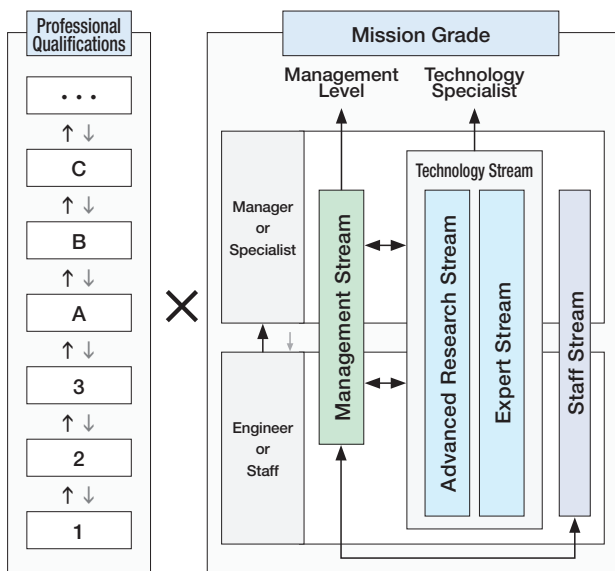 Professional
Qualifications
• • •
C
B
A
3
2
1
×
Mission Grade
Management
Level
Technology
Specialist
Manager
or
Specialist
Engineer
or
Staff
Management Stream
Technology Stream
Advanced Research Stream
Expert Stream
Staff Stream